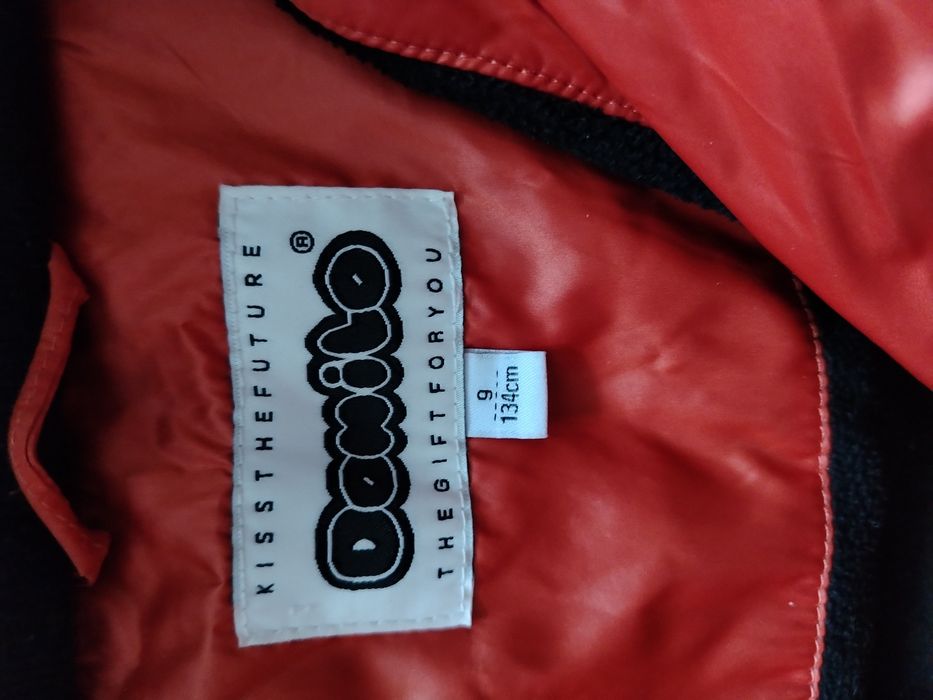 KISSTHEFUTURE
®
DaniLo
THEGIFTFORYOU
9
134cm